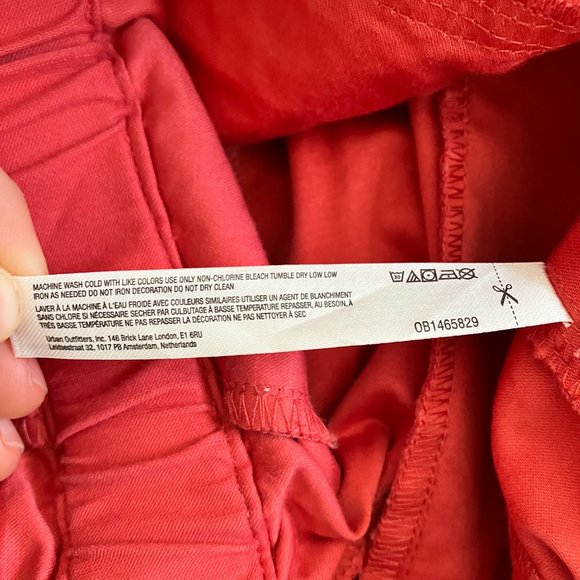 MACHINE WASH COLD WITH LIKE COLORS USE ONLY NON-CHLORINE BLEACH TUMBLE DRY LOW LOW
IRON AS NEEDED DO NOT IRON DECORATION DO NOT DRY CLEAN
LAVER À LA MACHINE À L'EAU FROIDE AVEC COULEURS SIMILAIRES UTILISER UN AGENT DE BLANCHIMENT
SANS CHLORE SI NÉCESSAIRE SÉCHER PAR CULBUTAGE À BASSE TEMPÉRATURE REPASSER, AU BESOIN, À
TRÈS BASSE TEMPÉRATURE NE PAS REPASSER LA DÉCORATION NE PAS NETTOYER À SEC
Urban Outfitters, Inc. 146 Brick Lane London, E1 6RU
Leidsestraat 32, 1017 PB Amsterdam, Netherlands
30
OB1465829